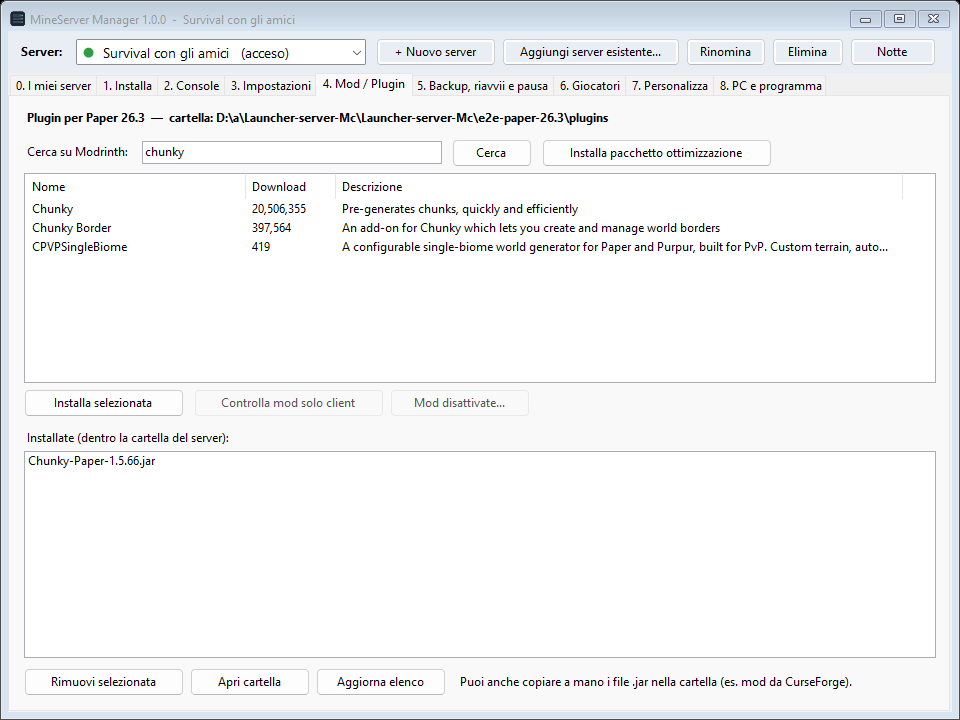 MineServer Manager 1.0.0 - Survival con gli amici
Server: Survival con gli amici (acceso) + Nuovo server Aggiungi server esistente... Rinomina Elimina Notte
0. I miei server 1. Installa 2. Console 3. Impostazioni 4. Mod / Plugin 5. Backup, riavvii e pausa 6. Giocatori 7. Personalizza 8. PC e programma
Plugin per Paper 26.3 — cartella: D:\a\Launcher-server-Mc\Launcher-server-Mc\e2e-paper-26.3\plugins
Cerca su Modrinth: chunky Cerca Installa pacchetto ottimizzazione
Nome Download Descrizione
Chunky 20,506,355 Pre-generates chunks, quickly and efficiently
Chunky Border 397,564 An add-on for Chunky which lets you create and manage world borders
CPVPSingleBiome 419 A configurable single-biome world generator for Paper and Purpur, built for PvP. Custom terrain, auto...
Installa selezionata Controlla mod solo client Mod disattivate...
Installate (dentro la cartella del server):
Chunky-Paper-1.5.66.jar
Rimuovi selezionata Apri cartella Aggiorna elenco Puoi anche copiare a mano i file .jar nella cartella (es. mod da CurseForge).